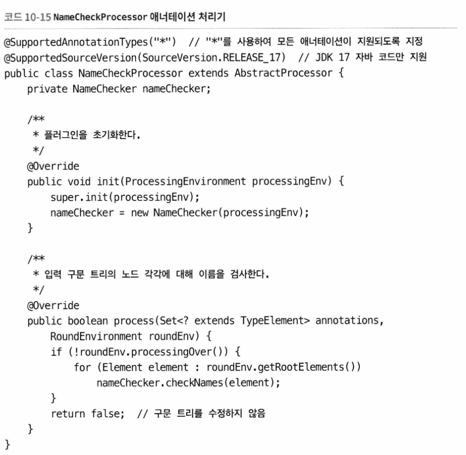 코드 10-15 NameCheckProcessor 애너테이션 처리기
@SupportedAnnotationTypes("*")  // "*"를 사용하여 모든 애너테이션이 지원되도록 지정
@SupportedSourceVersion(SourceVersion.RELEASE_17)  // JDK 17 자바 코드만 지원
public class NameCheckProcessor extends AbstractProcessor {
    private NameChecker nameChecker;

    /**
     * 플러그인을 초기화한다.
     */
    @Override
    public void init(ProcessingEnvironment processingEnv) {
        super.init(processingEnv);
        nameChecker = new NameChecker(processingEnv);
    }

    /**
     * 입력 구문 트리의 노드 각각에 대해 이름을 검사한다.
     */
    @Override
    public boolean process(Set<? extends TypeElement> annotations,
        RoundEnvironment roundEnv) {
        if (!roundEnv.processingOver()) {
            for (Element element : roundEnv.getRootElements())
                nameChecker.checkNames(element);
        }
        return false;  // 구문 트리를 수정하지 않음
    }
}